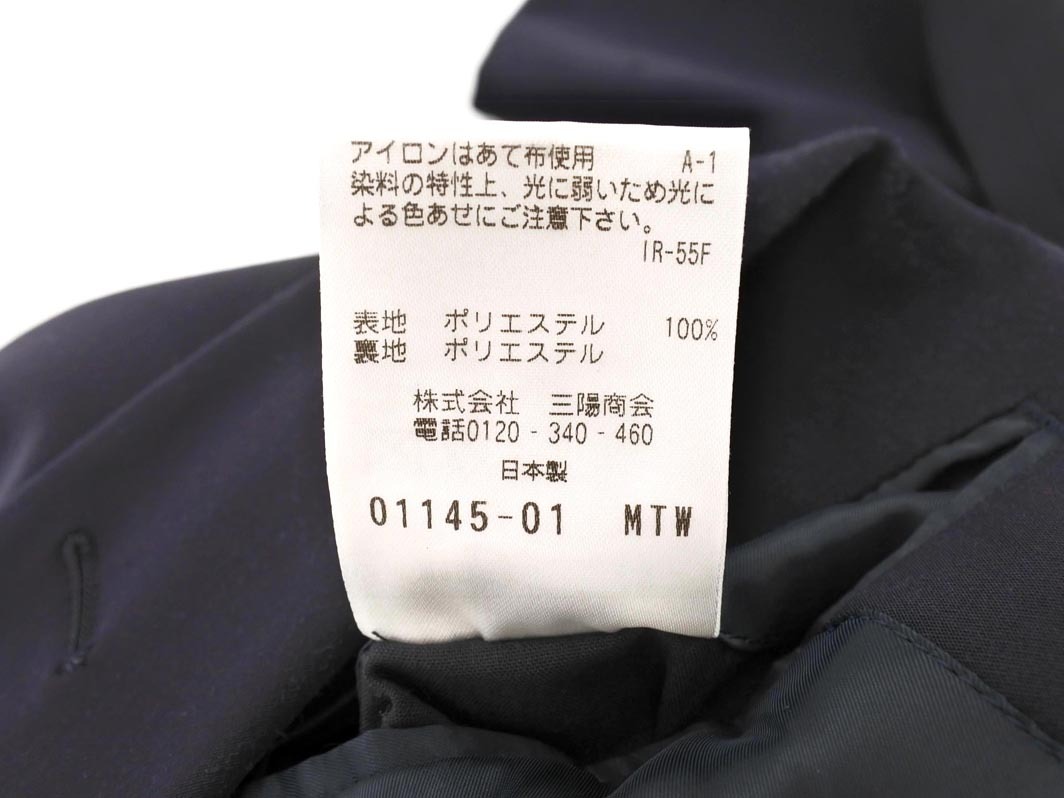 アイロンはあて布使用 A-1
染料の特性上、光に弱いため光に
よる色あせにご注意下さい。
IR-55F
表地 ポリエステル 100%
裏地 ポリエステル
株式会社 三陽商会
電話0120-340-460
日本製
01145-01 MTW